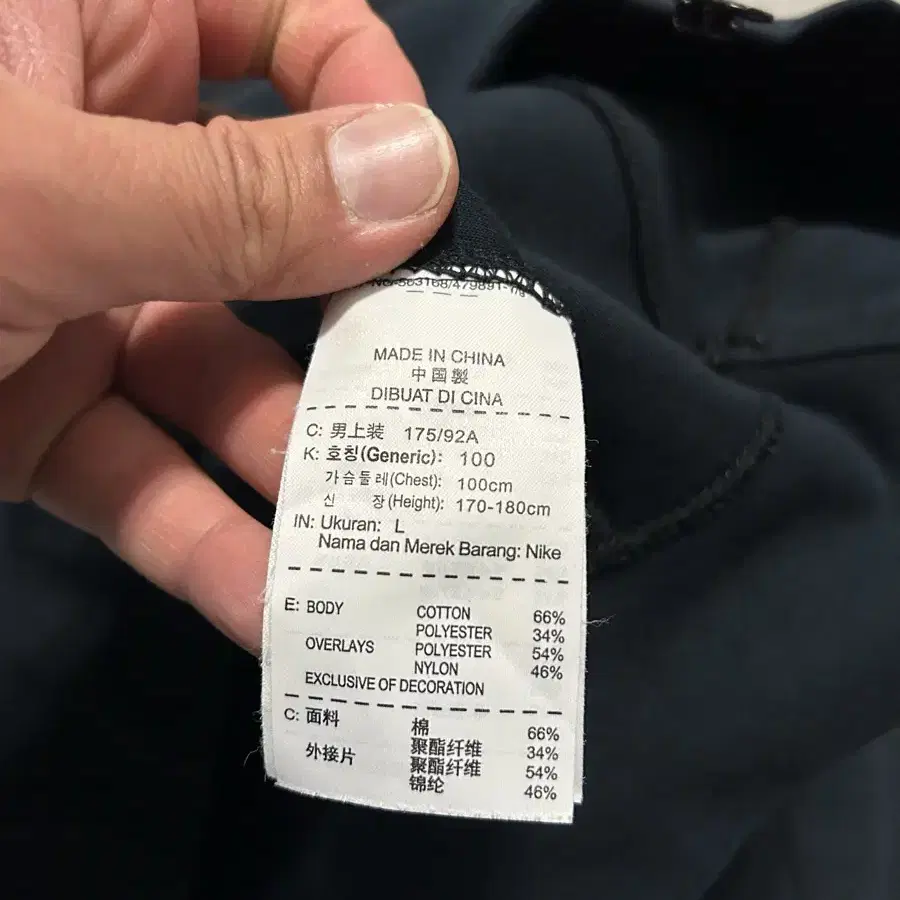 MADE IN CHINA
中国製
DIBUAT DI CINA
C: 男上装 175/92A
K: 호칭(Generic): 100
가슴둘레(Chest): 100cm
신 장(Height): 170-180cm
IN: Ukuran: L
Nama dan Merek Barang: Nike
E: BODY COTTON 66%
POLYESTER 34%
OVERLAYS POLYESTER 54%
NYLON 46%
EXCLUSIVE OF DECORATION
C: 面料 棉 66%
聚酯纤维 34%
外接片 聚酯纤维 54%
锦纶 46%